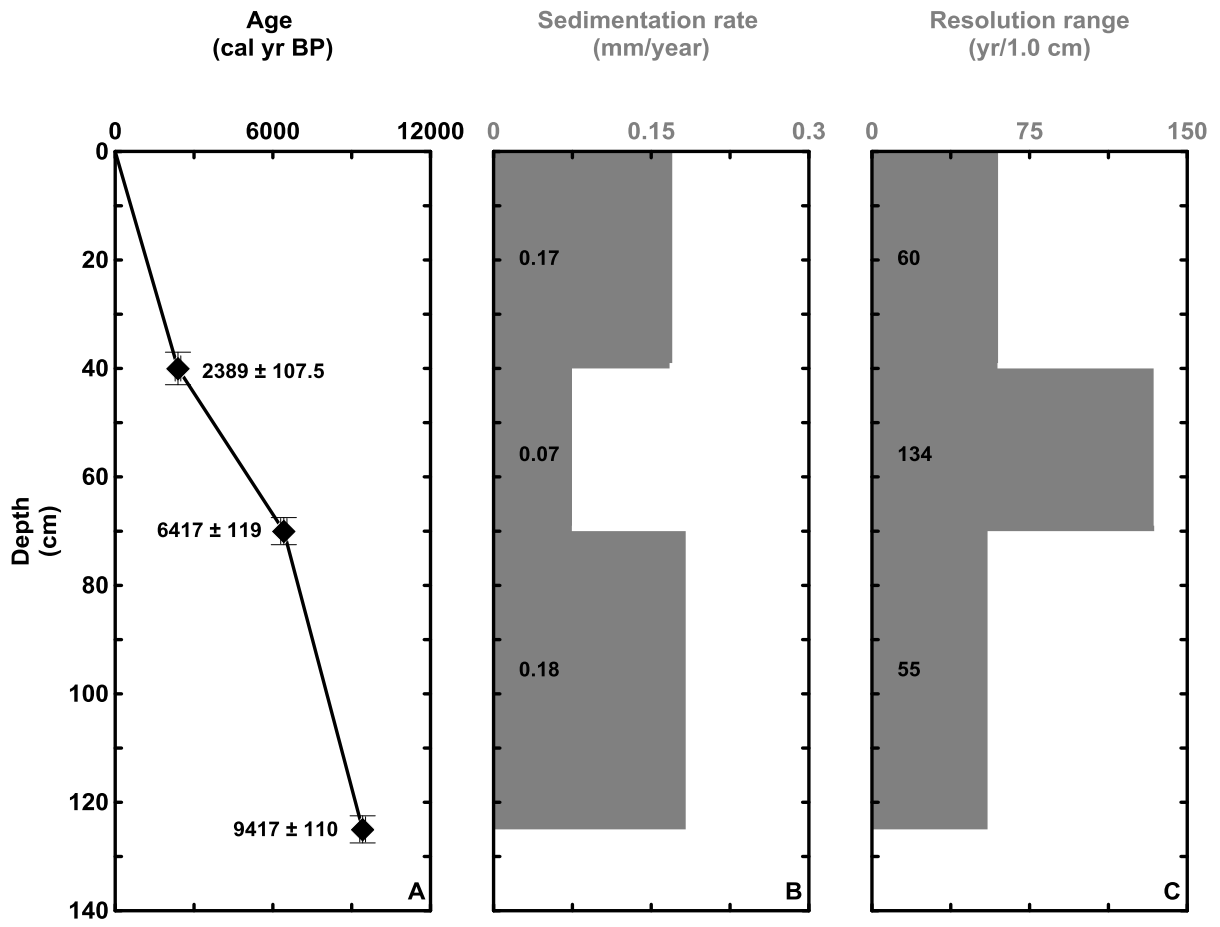 Age
(cal yr BP)
Sedimentation rate
(mm/year)
Resolution range
(yr/1.0 cm)
0 6000 12000
0 0.15 0.3
0 75 150
Depth
(cm)
0
20
40
60
80
100
120
140
2389 ± 107.5
6417 ± 119
9417 ± 110
A
0.17
0.07
0.18
B
60
134
55
C